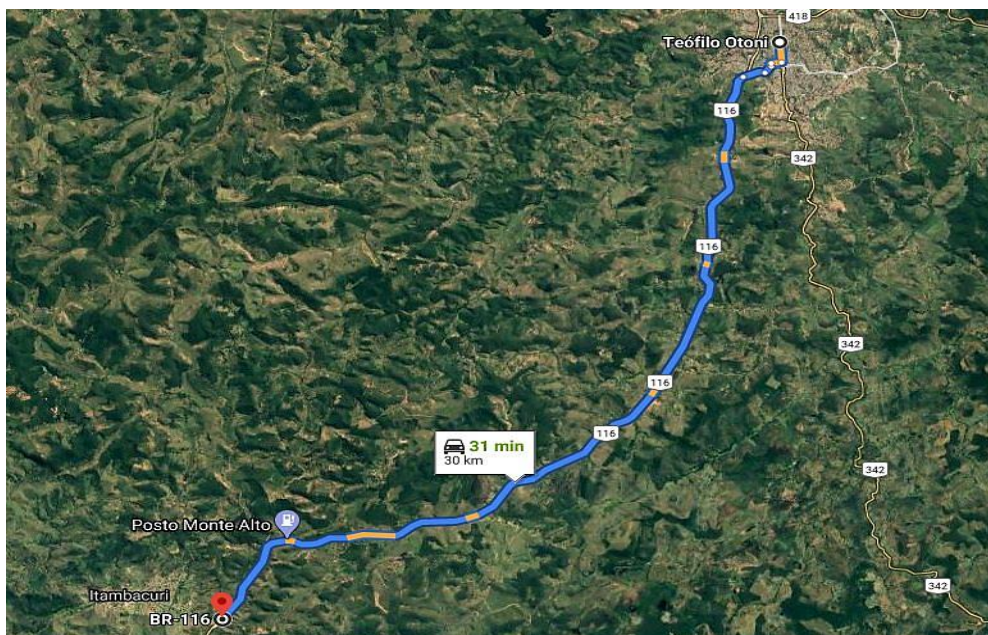 418
Teófilo Otoni
116
342
116
342
116
116
31 min
30 km
342
Posto Monte Alto
342
Itambacuri
BR-116